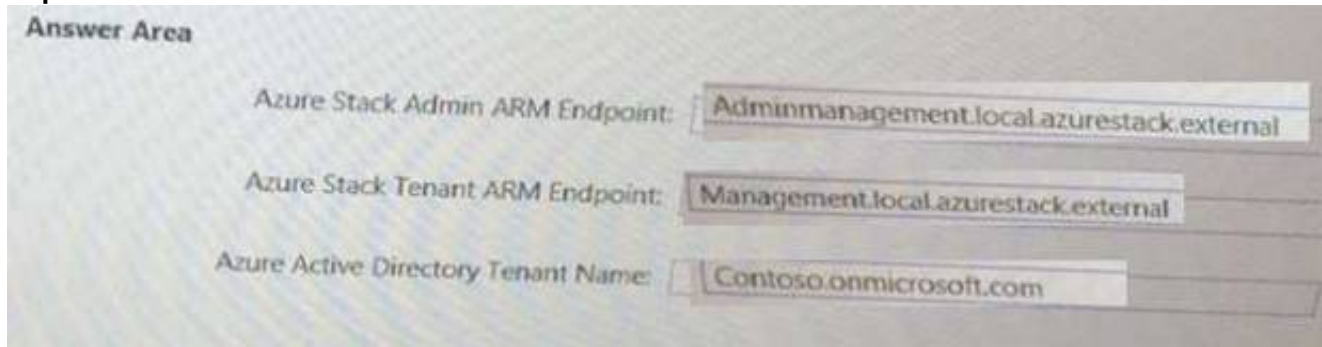 Answer Area
Azure Stack Admin ARM Endpoint: Adminmanagement.local.azurestack.external
Azure Stack Tenant ARM Endpoint: Management.local.azurestack.external
Azure Active Directory Tenant Name: Contoso.onmicrosoft.com